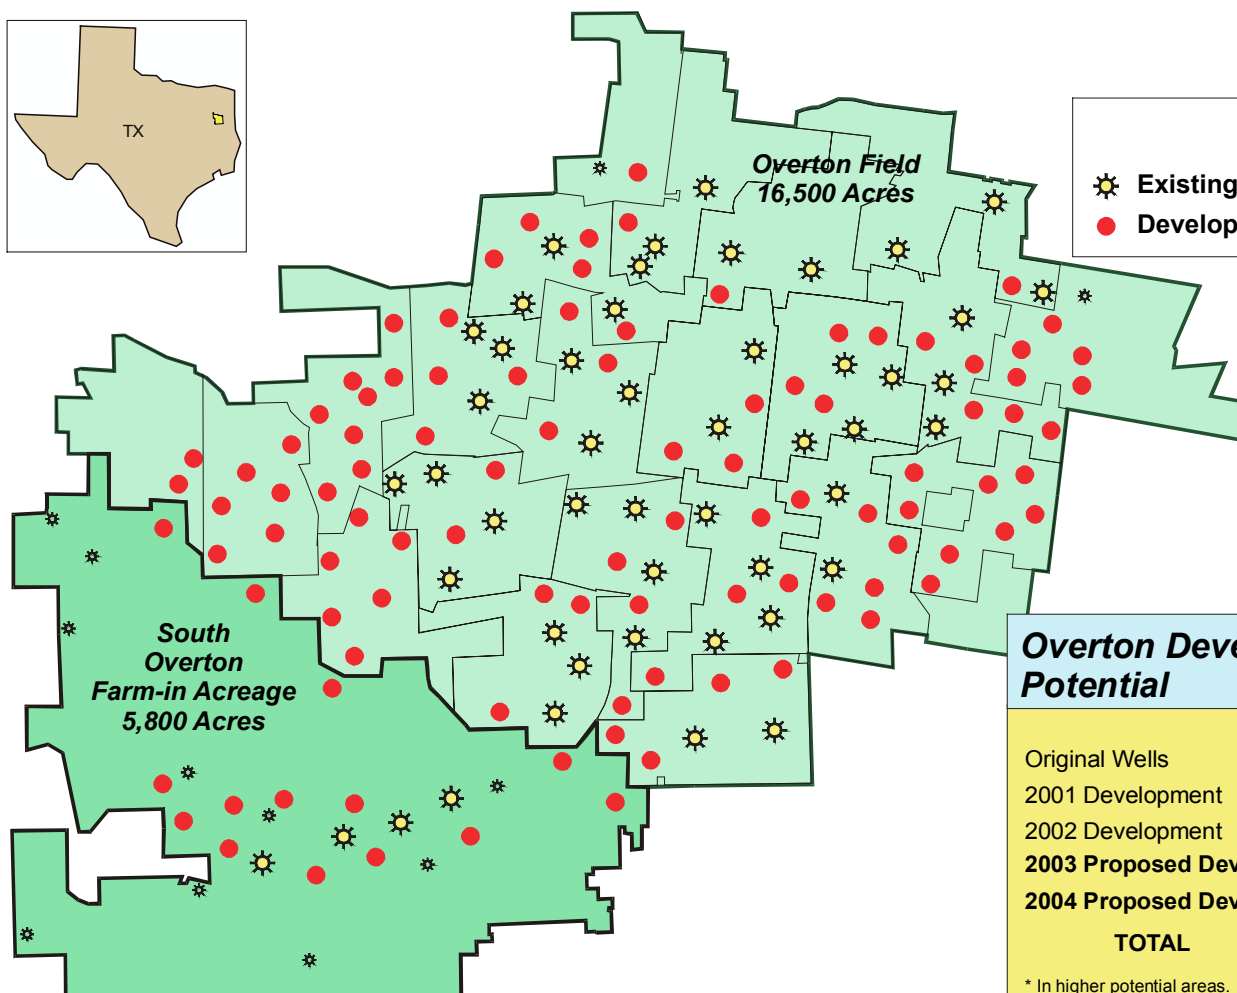 TX
Overton Field
16,500 Acres
Existing
Develop
South
Overton
Farm-in Acreage
5,800 Acres
Overton Deve
Potential
Original Wells
2001 Development
2002 Development
2003 Proposed Dev
2004 Proposed Dev
TOTAL
* In higher potential areas.